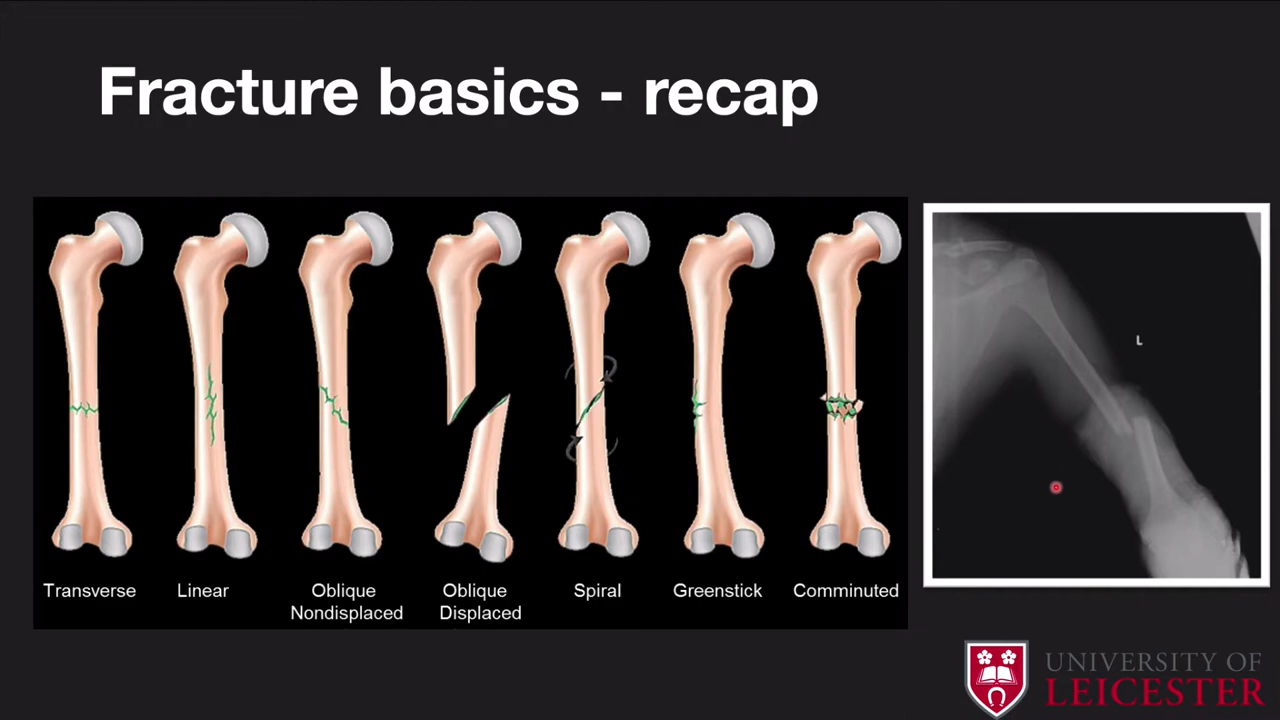 Fracture basics - recap
L
Transverse
Linear
Oblique
Nondisplaced
Oblique
Displaced
Spiral
Greenstick
Comminuted
UNIVERSITY OF
LEICESTER